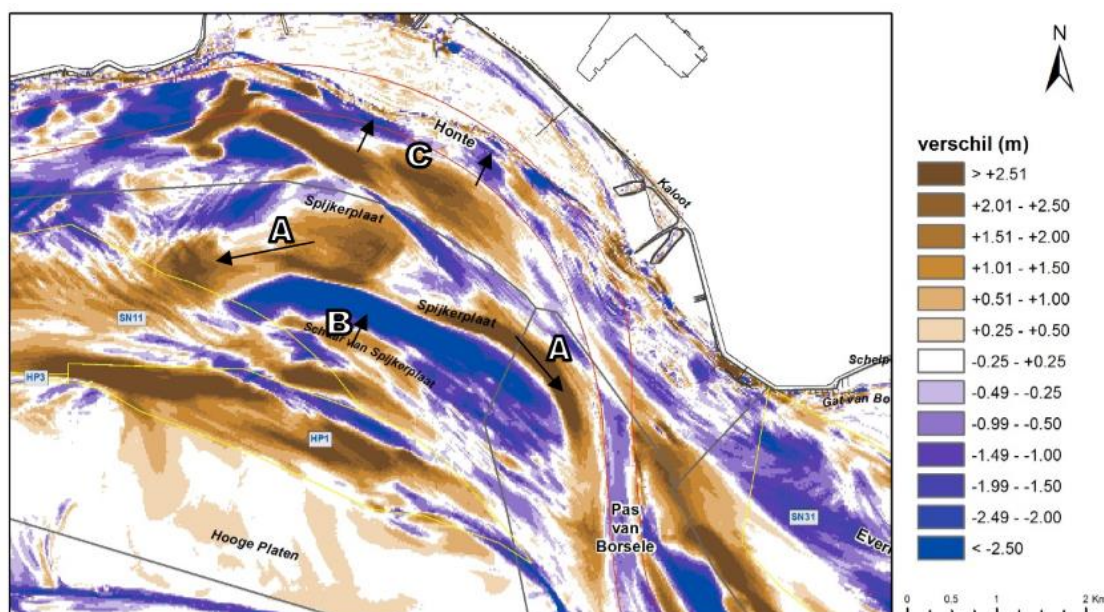 N
verschil (m)
> +2.51
+2.01 - +2.50
+1.51 - +2.00
+1.01 - +1.50
+0.51 - +1.00
+0.25 - +0.50
-0.25 - +0.25
-0.49 - -0.25
-0.99 - -0.50
-1.49 - -1.00
-1.99 - -1.50
-2.49 - -2.00
< -2.50
0 0.5 1 2 Km
Honte
C
Kaloot
Spijkerplaat
A
SN11
B
Spijkerplaat
Schaar van Spijkerplaat
A
Schelp
Gat van Bo
HP3
HP1
SN31
Pas
van
Borsele
Everi
Hooge Platen